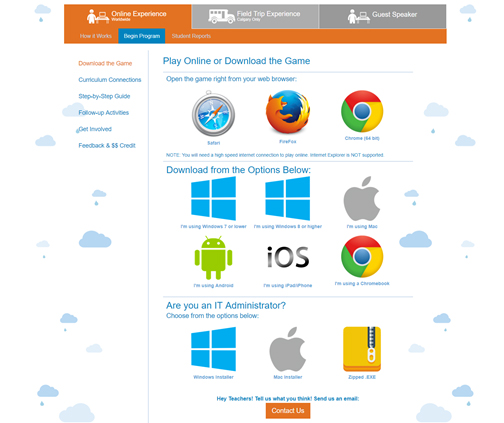 Online Experience
Worldwide
Field Trip Experience
Calgary Only
Guest Speaker
How it Works
Begin Program
Student Reports
Download the Game
Curriculum Connections
Step-by-Step Guide
Follow-up Activities
Get Involved
Feedback & $$ Credit
Play Online or Download the Game
Open the game right from your web browser:
Safari
FireFox
Chrome (64 bit)
NOTE: You will need a high speed internet connection to play online. Internet Explorer is NOT supported.
Download from the Options Below:
I'm using Windows 7 or lower
I'm using Windows 8 or higher
I'm using Mac
iOS
I'm using Android
I'm using iPad/iPhone
I'm using a Chromebook
Are you an IT Administrator?
Choose from the options below:
Windows Installer
Mac Installer
Zipped .EXE
Hey Teachers! Tell us what you think! Send us an email:
Contact Us